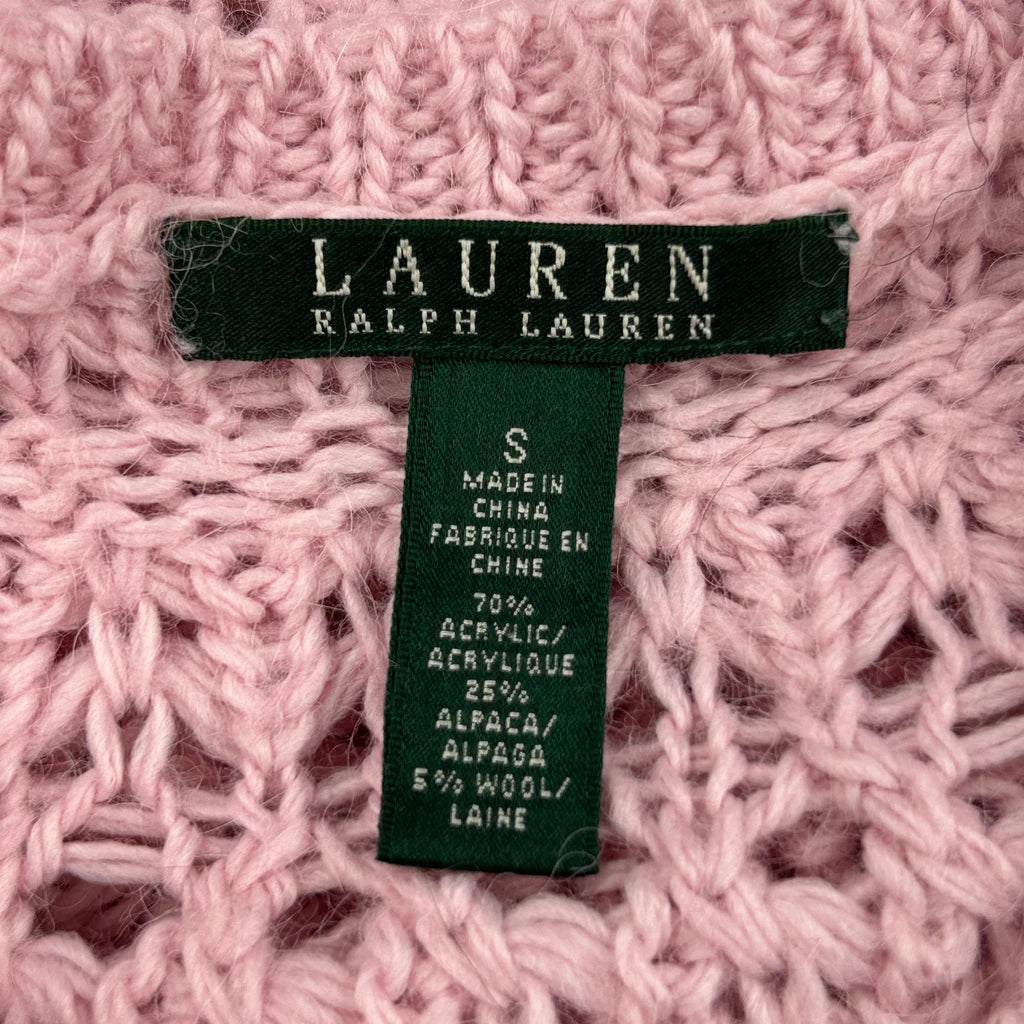 LAUREN
RALPH LAUREN
S
MADE IN
CHINA
FABRIQUE EN
CHINE
70%
ACRYLIC/
ACRYLIQUE
25%
ALPACA/
ALPAGA
5% WOOL/
LAINE